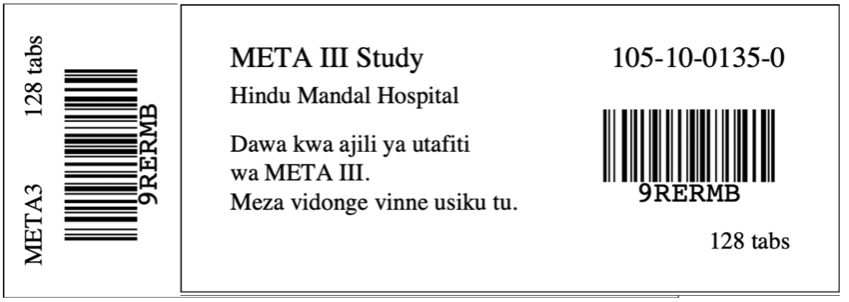 128 tabs
META3
9RERMB
META III Study
105-10-0135-0
Hindu Mandal Hospital
Dawa kwa ajili ya utafiti
wa META III.
Meza vidonge vinne usiku tu.
9RERMB
128 tabs